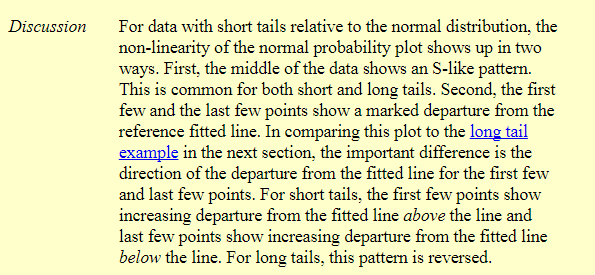 Discussion For data with short tails relative to the normal distribution, the
non-linearity of the normal probability plot shows up in two
ways. First, the middle of the data shows an S-like pattern.
This is common for both short and long tails. Second, the first
few and the last few points show a marked departure from the
reference fitted line. In comparing this plot to the long tail
example in the next section, the important difference is the
direction of the departure from the fitted line for the first few
and last few points. For short tails, the first few points show
increasing departure from the fitted line above the line and
last few points show increasing departure from the fitted line
below the line. For long tails, this pattern is reversed.